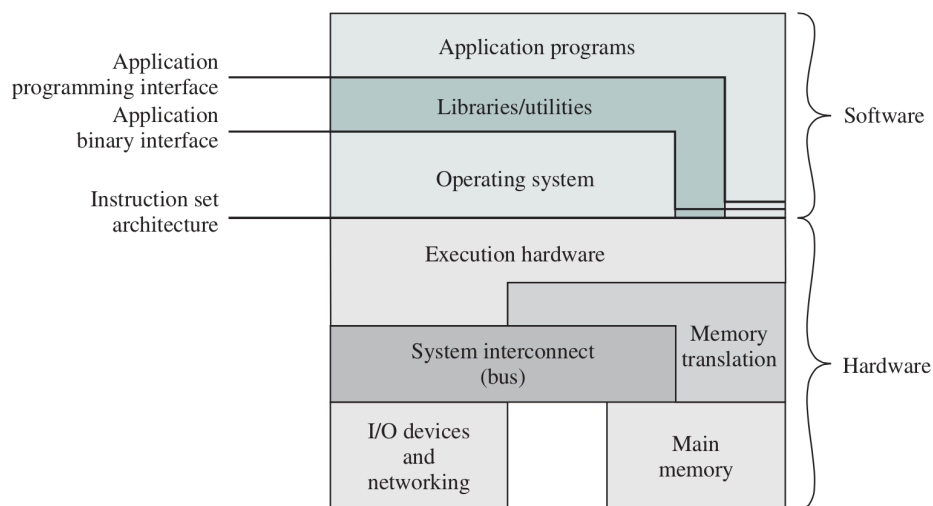 Application programs
Application
programming interface
Libraries/utilities
Application
binary interface
Software
Operating system
Instruction set
architecture
Execution hardware
Memory
translation
System interconnect
(bus)
Hardware
I/O devices
and
networking
Main
memory